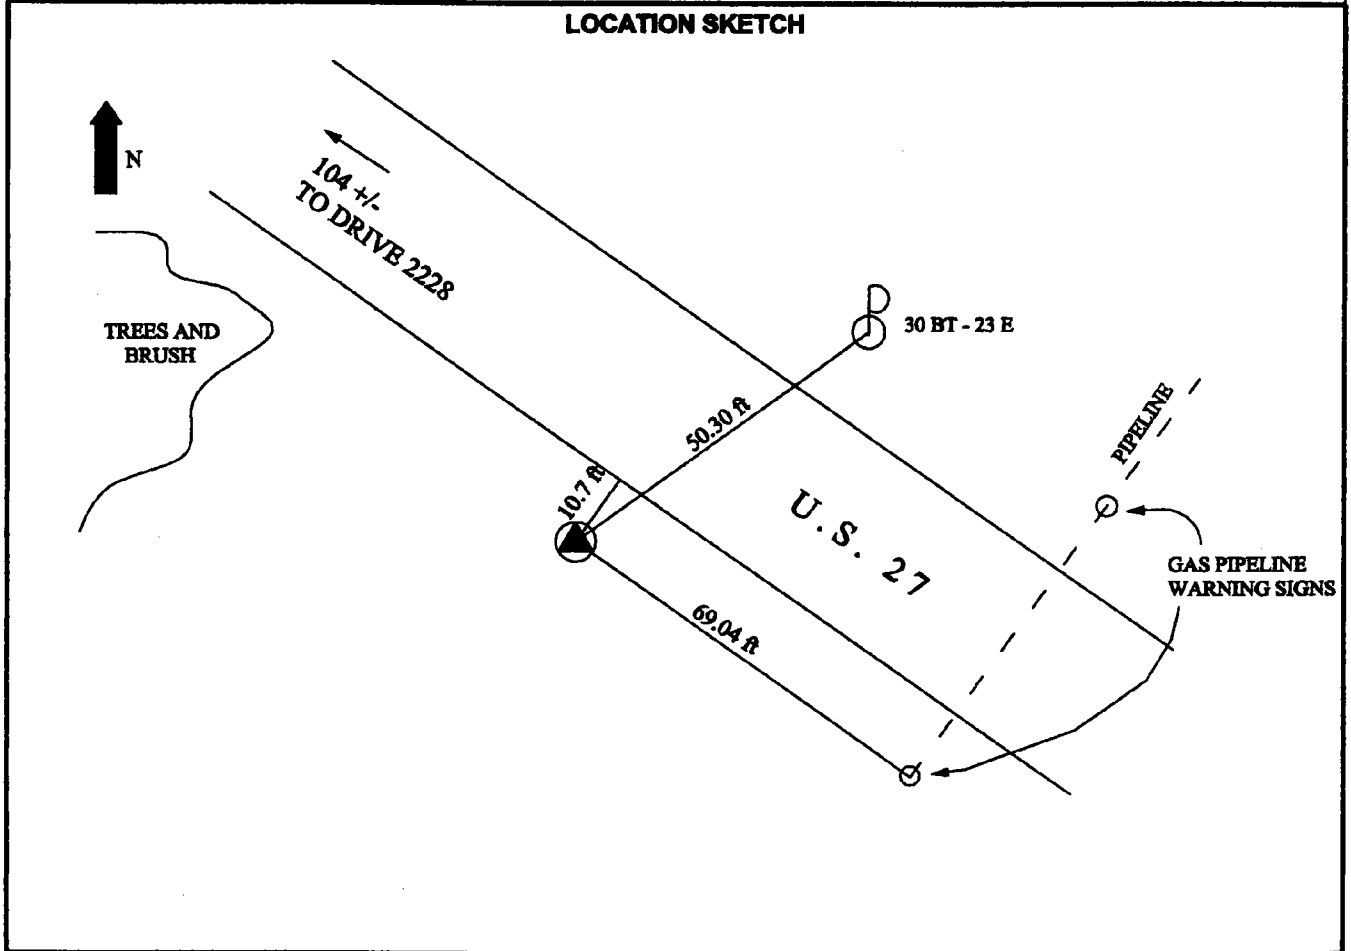 LOCATION SKETCH
N
104 +/-
TO DRIVE 2228
TREES AND
BRUSH
30 BT - 23 E
50.30 ft
PIPELINE
10.7 ft
U.S. 27
GAS PIPELINE
WARNING SIGNS
69.04 ft